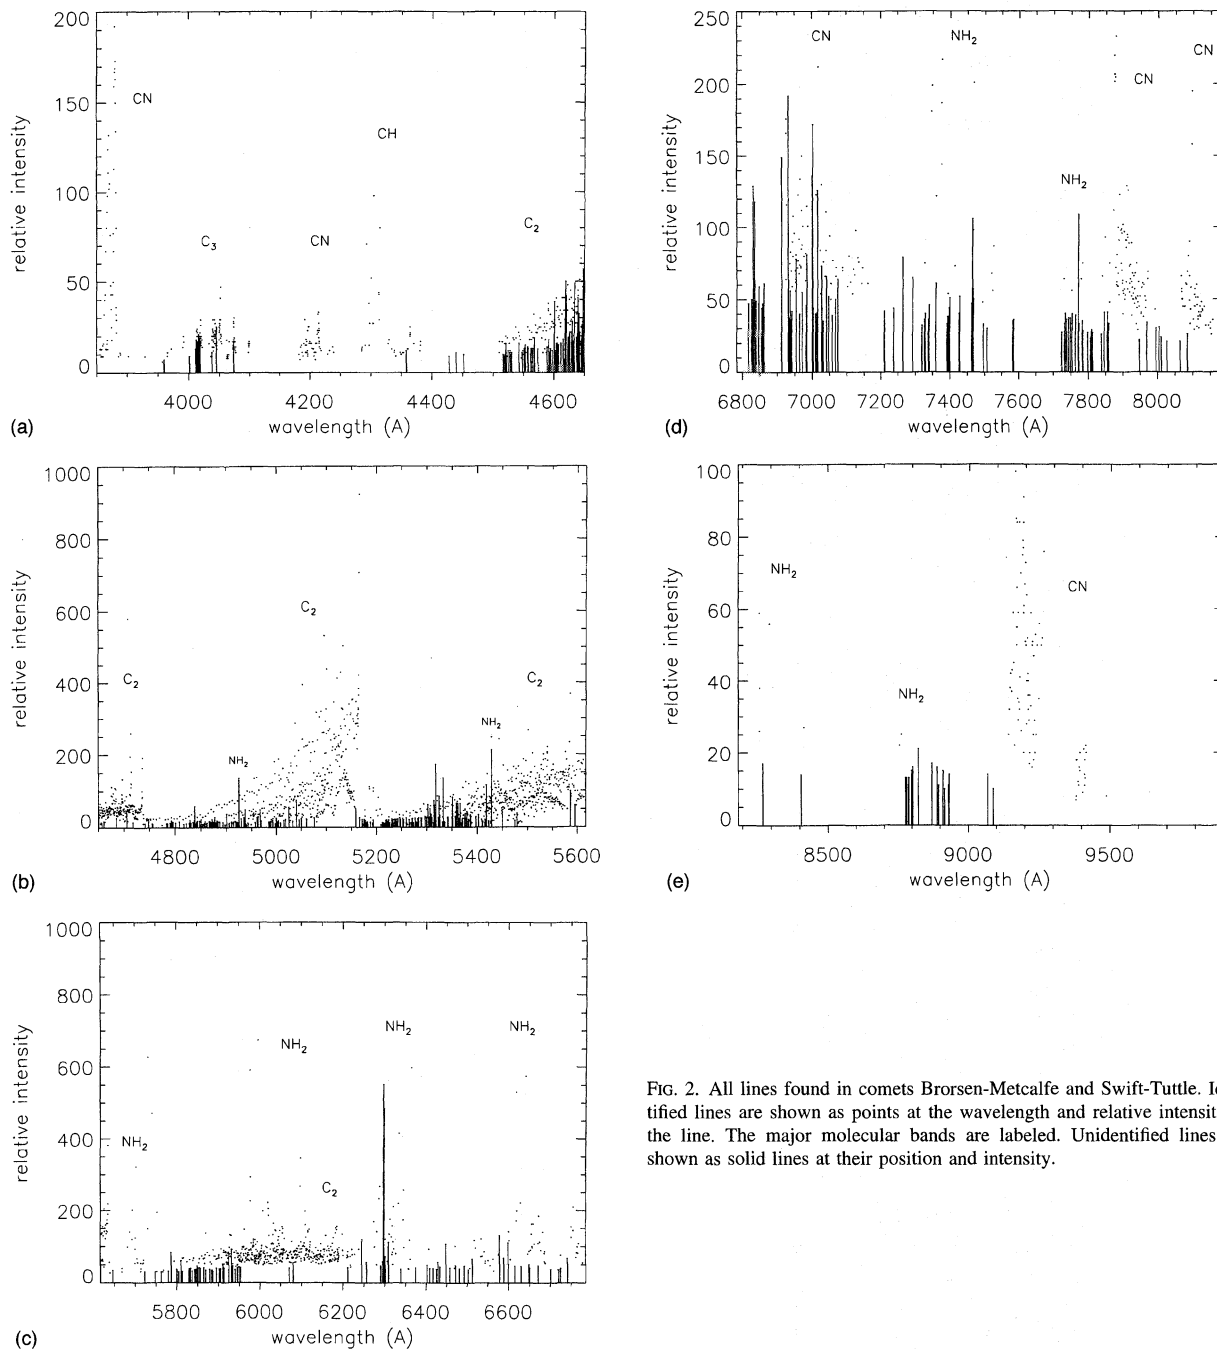 200
150
100
50
0
relative intensity
CN
CH
C3
CN
C2
4000 4200 4400 4600
(a)
wavelength (A)
1000
800
600
400
200
0
relative intensity
C2
C2
C2
NH2
NH2
4800 5000 5200 5400 5600
wavelength (A)
(b)
1000
800
600
400
200
0
relative intensity
NH2
NH2
NH2
NH2
C2
5800 6000 6200 6400 6600
wavelength (A)
(c)
250
200
150
100
50
0
relative intensity
CN
NH2
CN
CN
NH2
6800 7000 7200 7400 7600 7800 8000
(d)
wavelength (A)
100
80
60
40
20
0
relative intensity
NH2
CN
NH2
8500 9000 9500
(e)
wavelength (A)
FIG. 2. All lines found in comets Brorsen-Metcalfe and Swift-Tuttle.
tified lines are shown as points at the wavelength and relative
the line. The major molecular bands are labeled. Unidentified lines
shown as solid lines at their position and intensity.